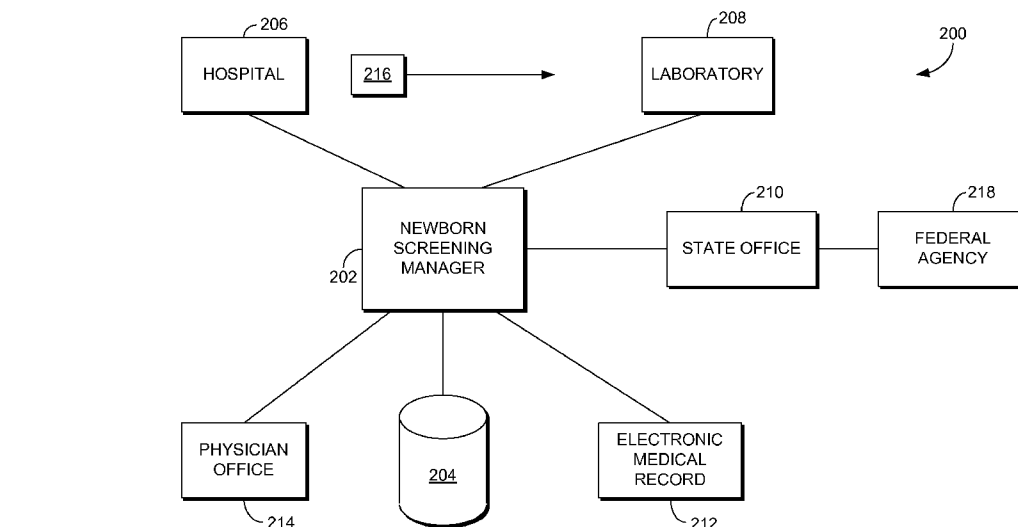 206
208
200
HOSPITAL
216
LABORATORY
210
218
NEWBORN
SCREENING
MANAGER
STATE OFFICE
FEDERAL
AGENCY
202
PHYSICIAN
OFFICE
204
ELECTRONIC
MEDICAL
RECORD
214
212